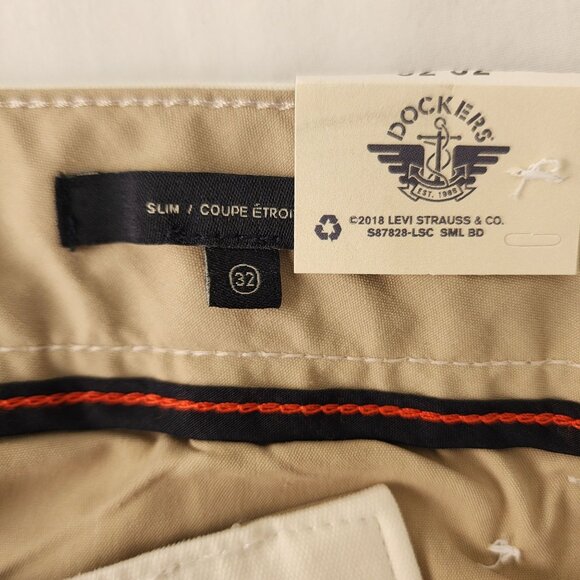 DOCKERS®
EST. 1986
©2018 LEVI STRAUSS & CO.
S87828-LSC SML BD
SLIM / COUPE ÉTROI
32